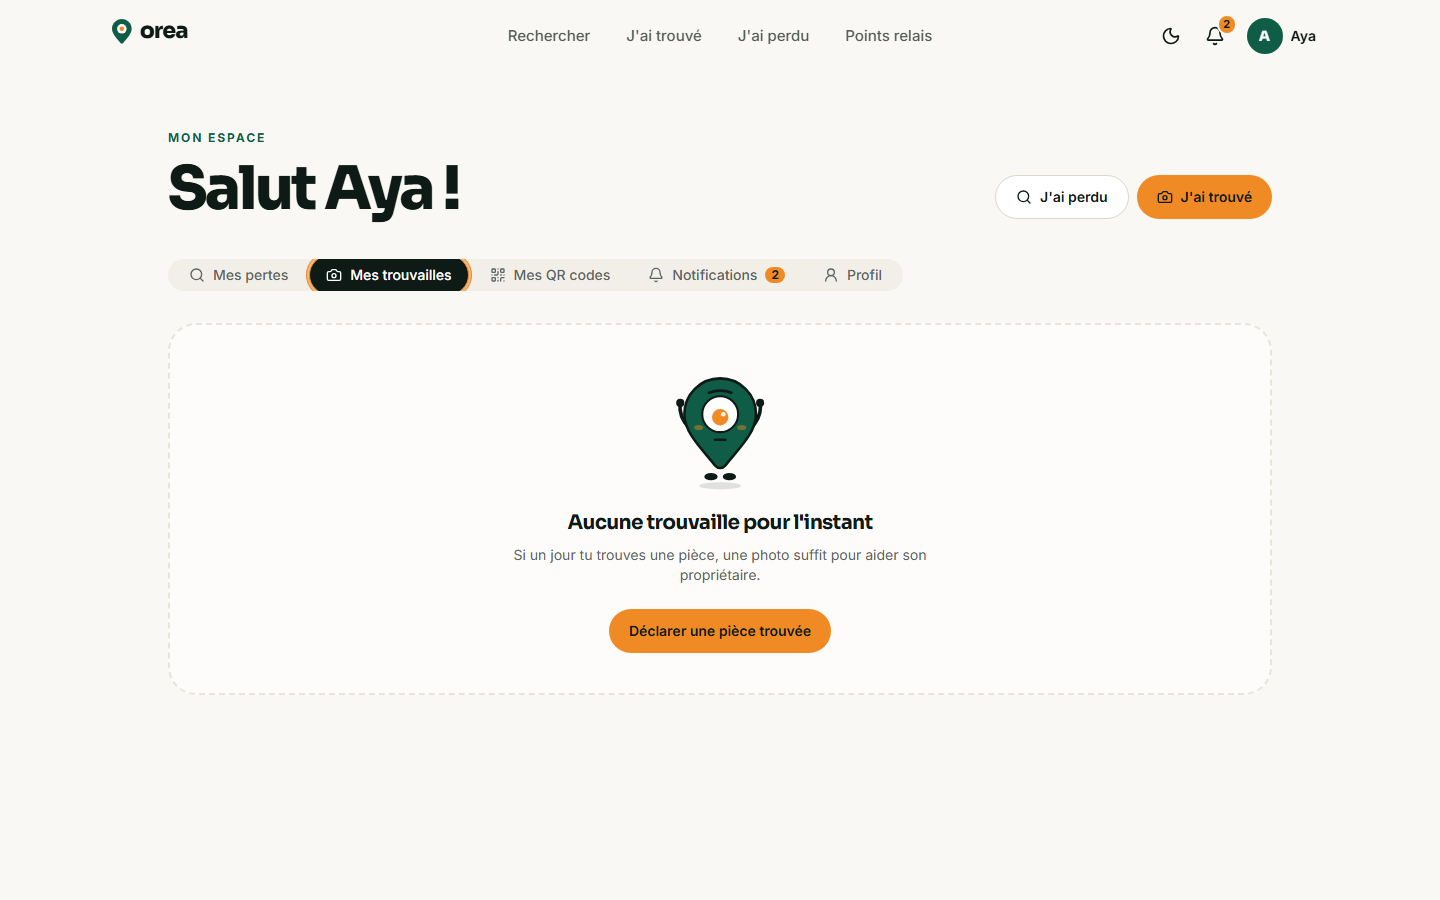 orea
Rechercher
J'ai trouvé
J'ai perdu
Points relais
2
A
Aya
MON ESPACE
Salut Aya !
J'ai perdu
J'ai trouvé
Mes pertes
Mes trouvailles
Mes QR codes
Notifications 2
Profil
Aucune trouvaille pour l'instant
Si un jour tu trouves une pièce, une photo suffit pour aider son
propriétaire.
Déclarer une pièce trouvée